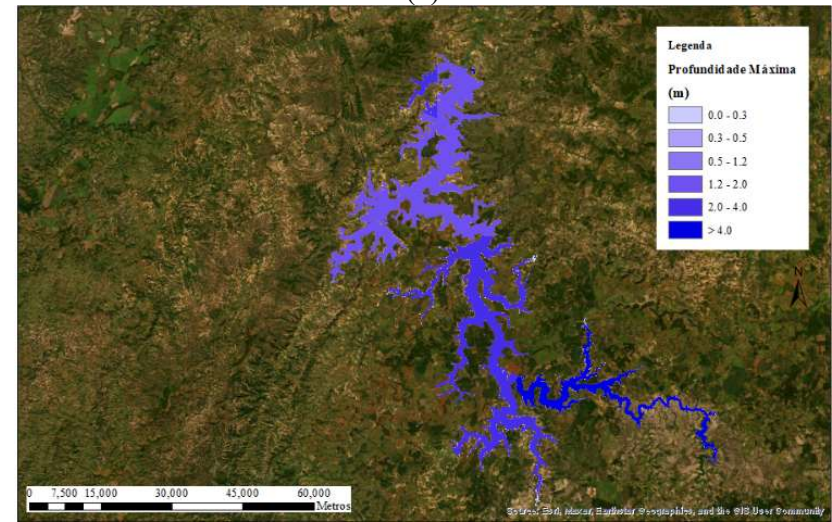 Legenda
Profundidade Máxima
(m)
0.0 - 0.3
0.3 - 0.5
0.5 - 1.2
1.2 - 2.0
2.0 - 4.0
> 4.0
N
0 7,500 15,000 30,000 45,000 60,000
Metros
Source: Esri, Maxar, Earthstar Geographics, and the GIS User Community